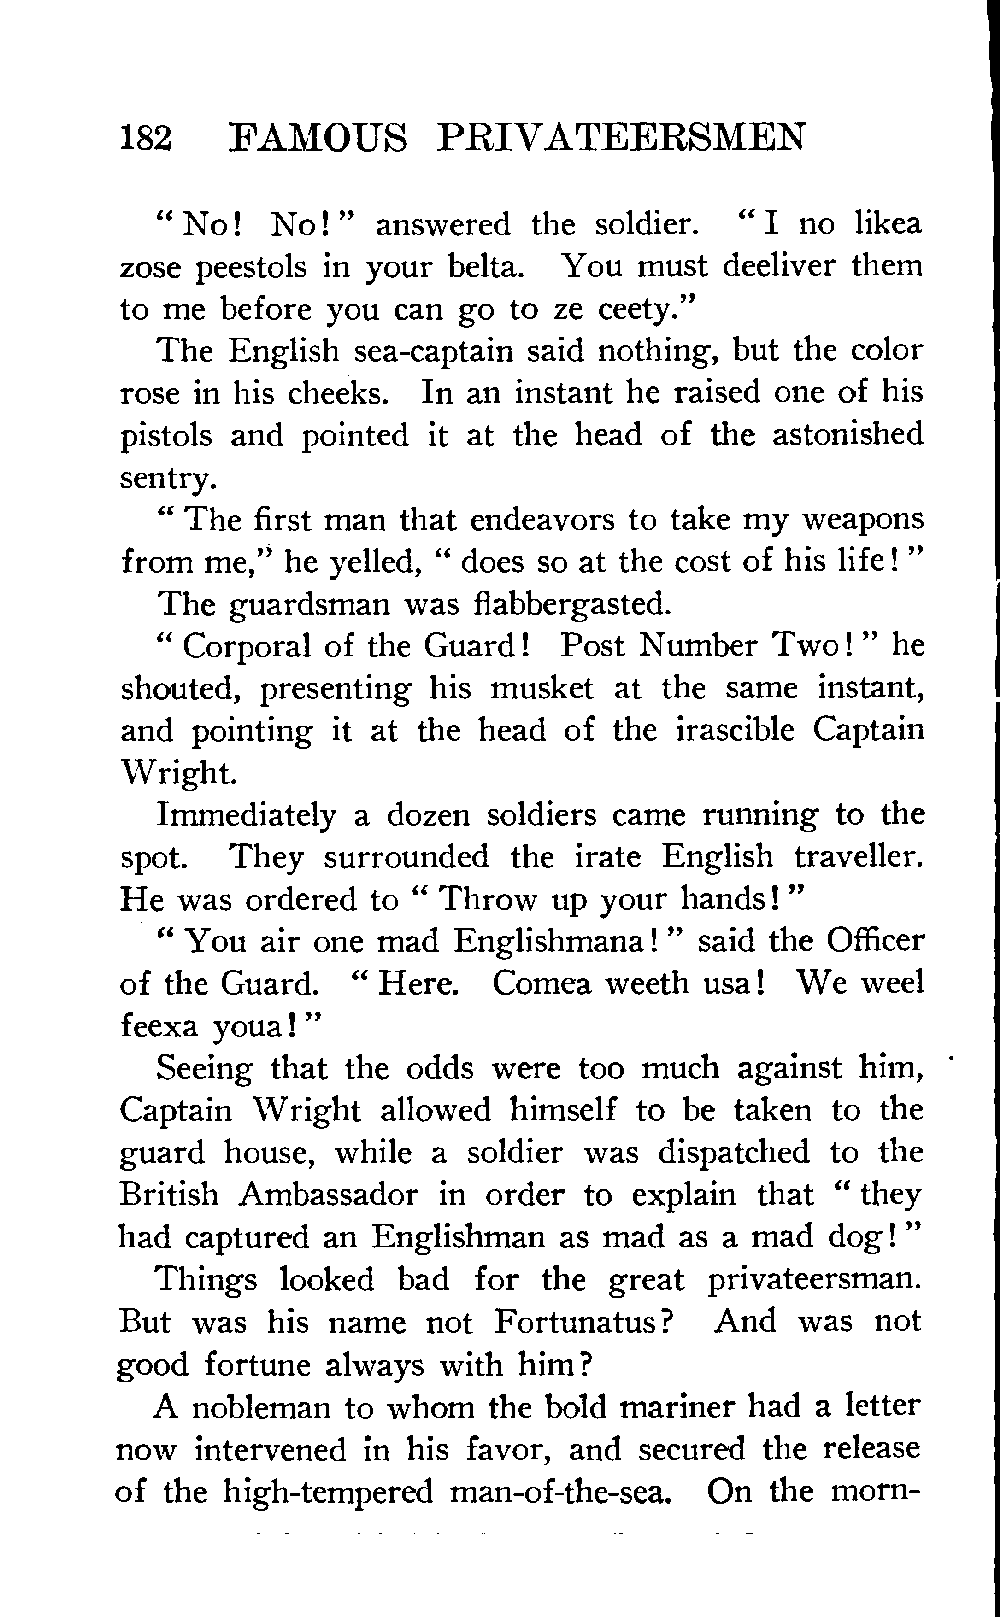 182 FAMOUS PRIVATEERSMEN
“ No! No! ” answered the soldier. “ I no likea
zose peestols in your belta. You must deeliver them
to me before you can go to ze ceety.”
The English sea-captain said nothing, but the color
rose in his cheeks. In an instant he raised one of his
pistols and pointed it at the head of the astonished
sentry.
“ The first man that endeavors to take my weapons
from me,” he yelled, “ does so at the cost of his life! ”
The guardsman was flabbergasted.
“ Corporal of the Guard! Post Number Two! ” he
shouted, presenting his musket at the same instant,
and pointing it at the head of the irascible Captain
Wright.
Immediately a dozen soldiers came running to the
spot. They surrounded the irate English traveller.
He was ordered to “ Throw up your hands! ”
“ You air one mad Englishmana! ” said the Officer
of the Guard. “ Here. Comea weeth usa! We weel
feexa youa! ”
Seeing that the odds were too much against him,
Captain Wright allowed himself to be taken to the
guard house, while a soldier was dispatched to the
British Ambassador in order to explain that “ they
had captured an Englishman as mad as a mad dog! ”
Things looked bad for the great privateersman.
But was his name not Fortunatus? And was not
good fortune always with him?
A nobleman to whom the bold mariner had a letter
now intervened in his favor, and secured the release
of the high-tempered man-of-the-sea. On the morn-